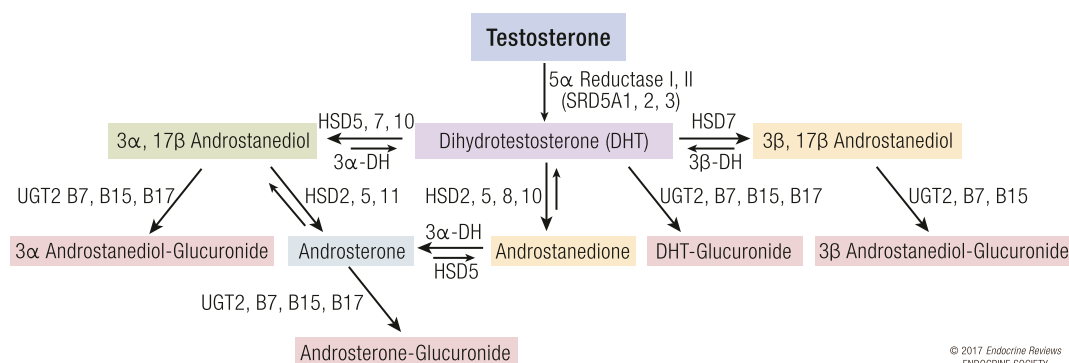 Testosterone
5α Reductase I, II
(SRD5A1, 2, 3)
HSD5, 7, 10
HSD7
3α, 17β Androstanediol
Dihydrotestosterone (DHT)
3β, 17β Androstanediol
3α-DH
3β-DH
UGT2 B7, B15, B17
HSD2, 5, 11
HSD2, 5, 8, 10
UGT2, B7, B15, B17
UGT2, B7, B15
3α-DH
3α Androstanediol-Glucuronide
Androsterone
Androstanedione
DHT-Glucuronide
3β Androstanediol-Glucuronide
HSD5
UGT2, B7, B15, B17
Androsterone-Glucuronide
© 2017 Endocrine Reviews
ENDOCRINE SOCIETY